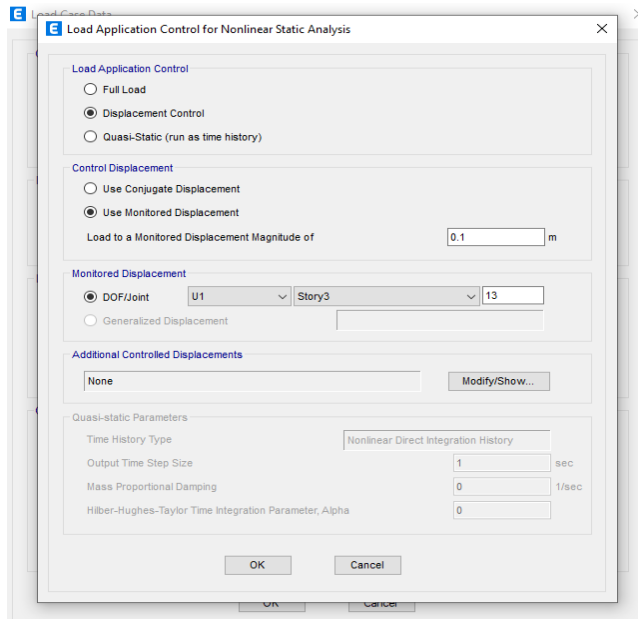 E Load Case Data
E Load Application Control for Nonlinear Static Analysis
Load Application Control
Full Load
Displacement Control
Quasi-Static (run as time history)
Control Displacement
Use Conjugate Displacement
Use Monitored Displacement
Load to a Monitored Displacement Magnitude of 0.1 m
Monitored Displacement
DOF/Joint U1 Story3 13
Generalized Displacement
Additional Controlled Displacements
None Modify/Show...
Quasi-static Parameters
Time History Type Nonlinear Direct Integration History
Output Time Step Size 1 sec
Mass Proportional Damping 0 1/sec
Hilber-Hughes-Taylor Time Integration Parameter, Alpha 0
OK Cancel
OK Cancel